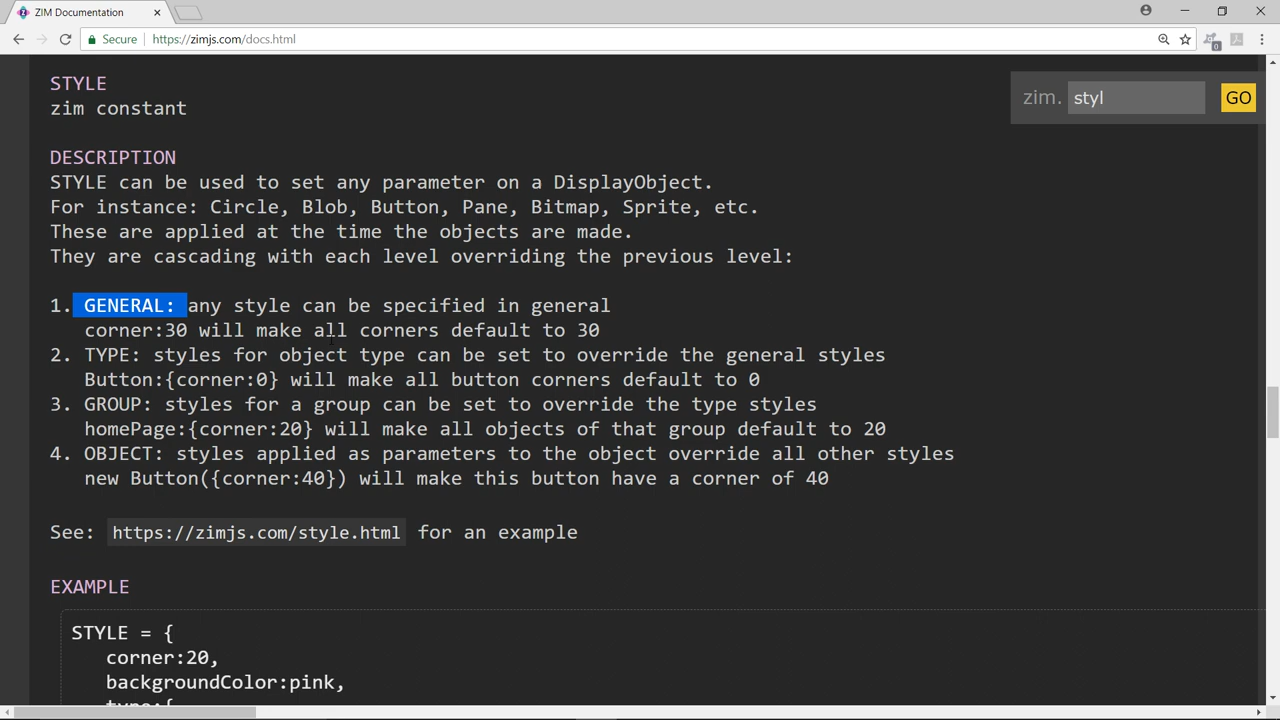 ZIM Documentation
Secure
https://zimjs.com/docs.html
0
zim.
styl
GO
STYLE
zim constant
DESCRIPTION
STYLE can be used to set any parameter on a DisplayObject.
For instance: Circle, Blob, Button, Pane, Bitmap, Sprite, etc.
These are applied at the time the objects are made.
They are cascading with each level overriding the previous level:
1. GENERAL: any style can be specified in general
corner:30 will make all corners default to 30
2. TYPE: styles for object type can be set to override the general styles
Button:{corner:0} will make all button corners default to 0
3. GROUP: styles for a group can be set to override the type styles
homePage:{corner:20} will make all objects of that group default to 20
4. OBJECT: styles applied as parameters to the object override all other styles
new Button({corner:40}) will make this button have a corner of 40
See: https://zimjs.com/style.html for an example
EXAMPLE
STYLE = {
corner:20,
backgroundColor:pink,
type:{